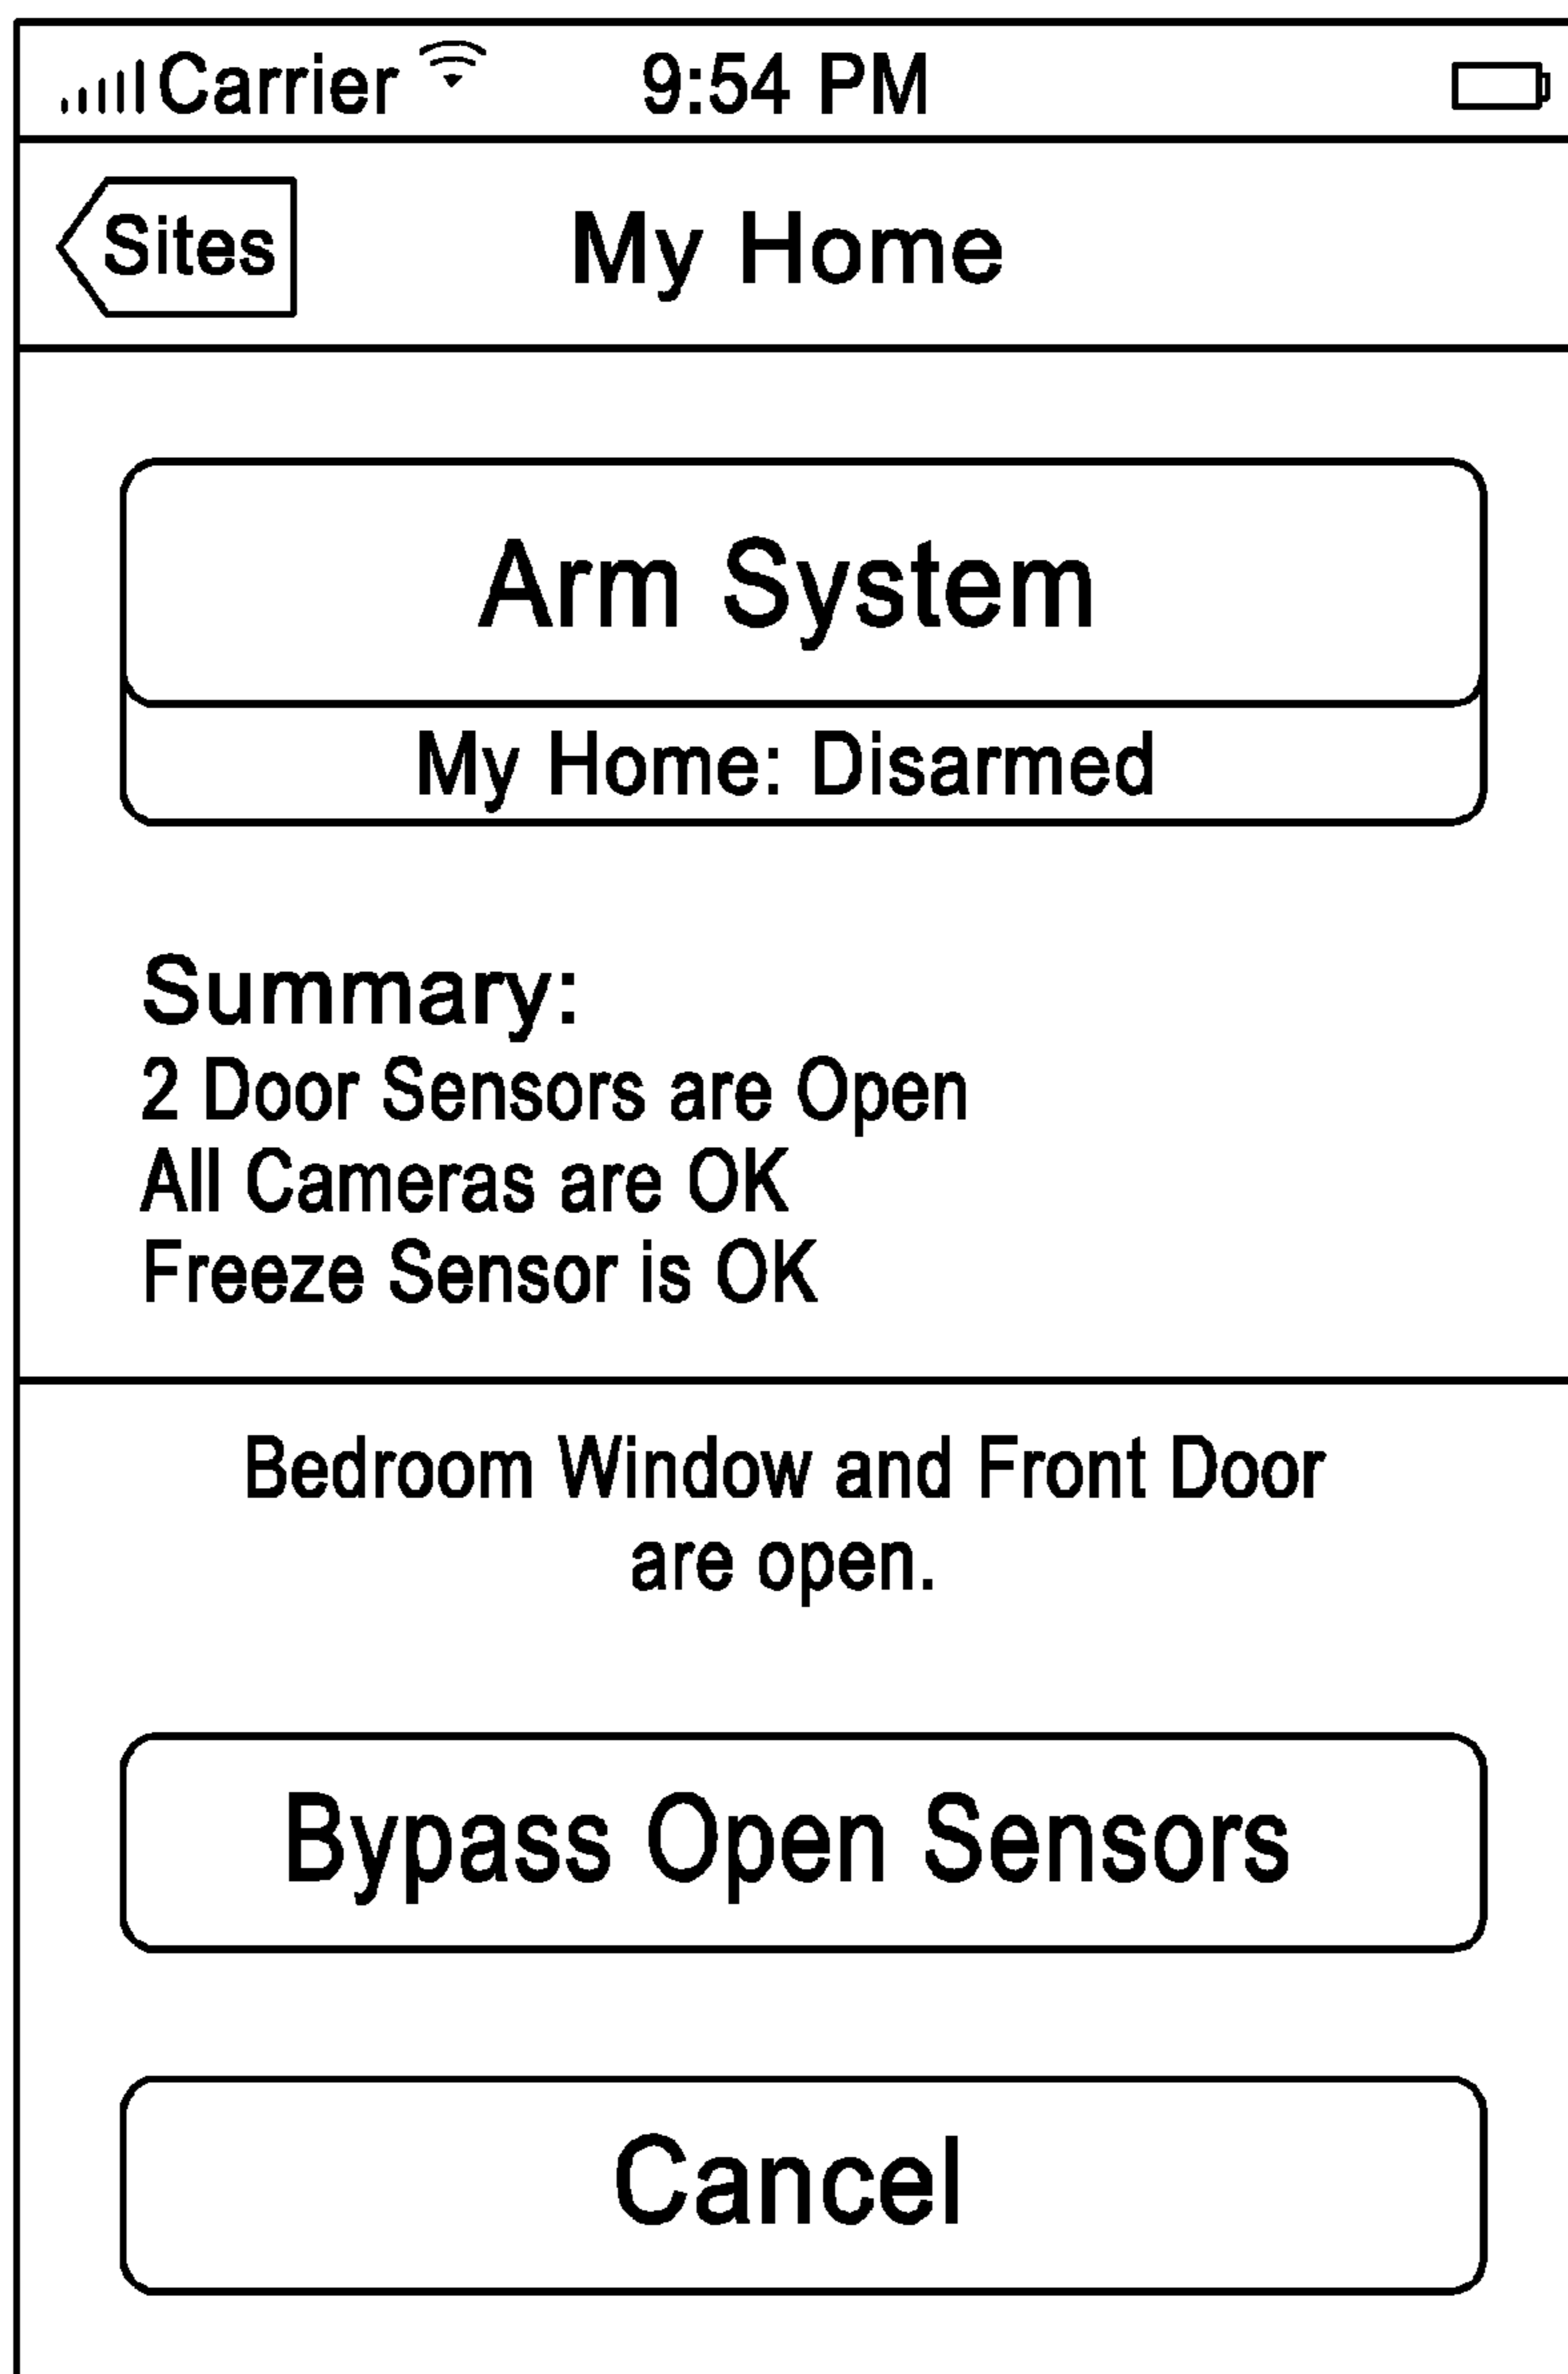 Carrier 9:54 PM
Sites My Home
Arm System
My Home: Disarmed
Summary:
2 Door Sensors are Open
All Cameras are OK
Freeze Sensor is OK
Bedroom Window and Front Door
are open.
Bypass Open Sensors
Cancel